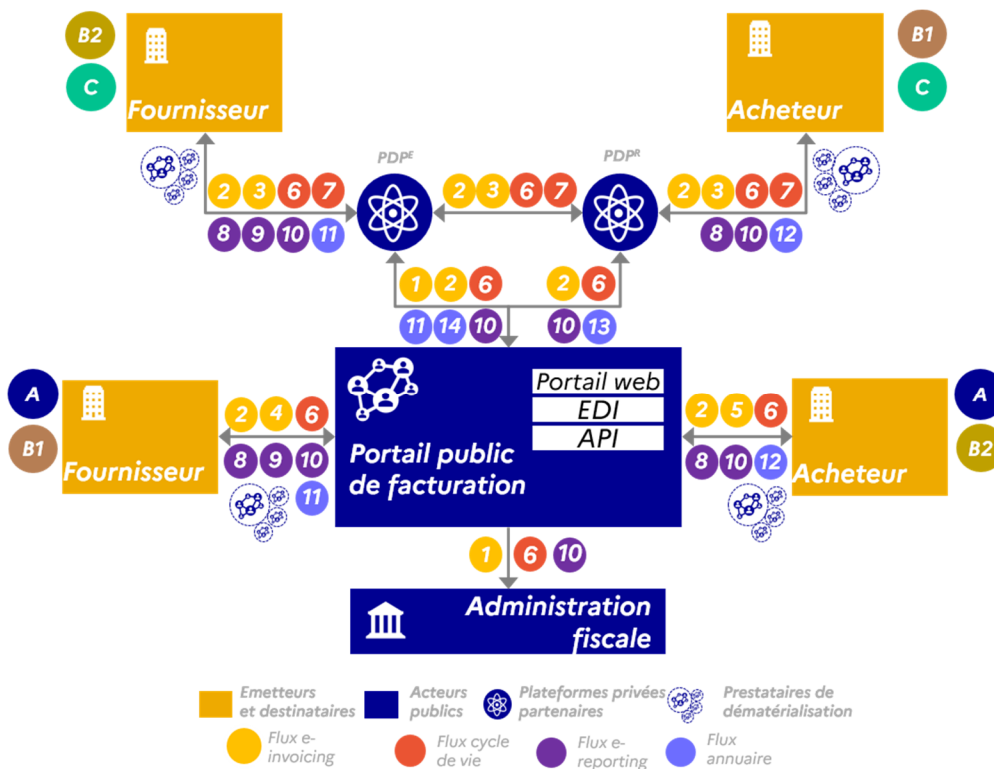 B2
C
Fournisseur
Acheteur
B1
C
PDPᴱ
PDPᴿ
2 3 6 7
8 9 10 11
2 3 6 7
2 3 6 7
8 10 12
1 2 6
11 14 10
2 6
10 13
A
B1
Fournisseur
2 4 6
8 9 10
11
Portail public
de facturation
Portail web
EDI
API
2 5 6
8 10 12
Acheteur
A
B2
1 6 10
Administration
fiscale
Emetteurs
et destinataires
Acteurs
publics
Plateformes privées
partenaires
Prestataires de
dématérialisation
Flux e-
invoicing
Flux cycle
de vie
Flux e-
reporting
Flux
annuaire